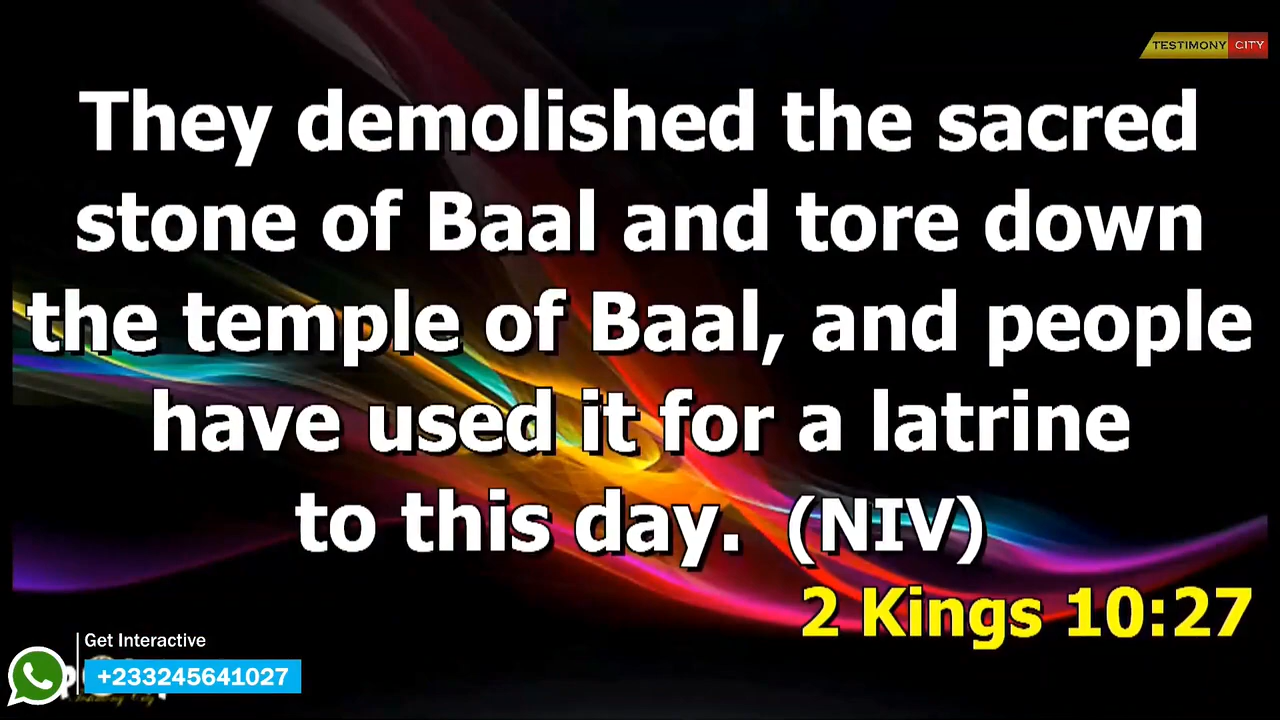 TESTIMONY CITY
They demolished the sacred
stone of Baal and tore down
the temple of Baal, and people
have used it for a latrine
to this day. (NIV)
2 Kings 10:27
Get Interactive
+233245641027